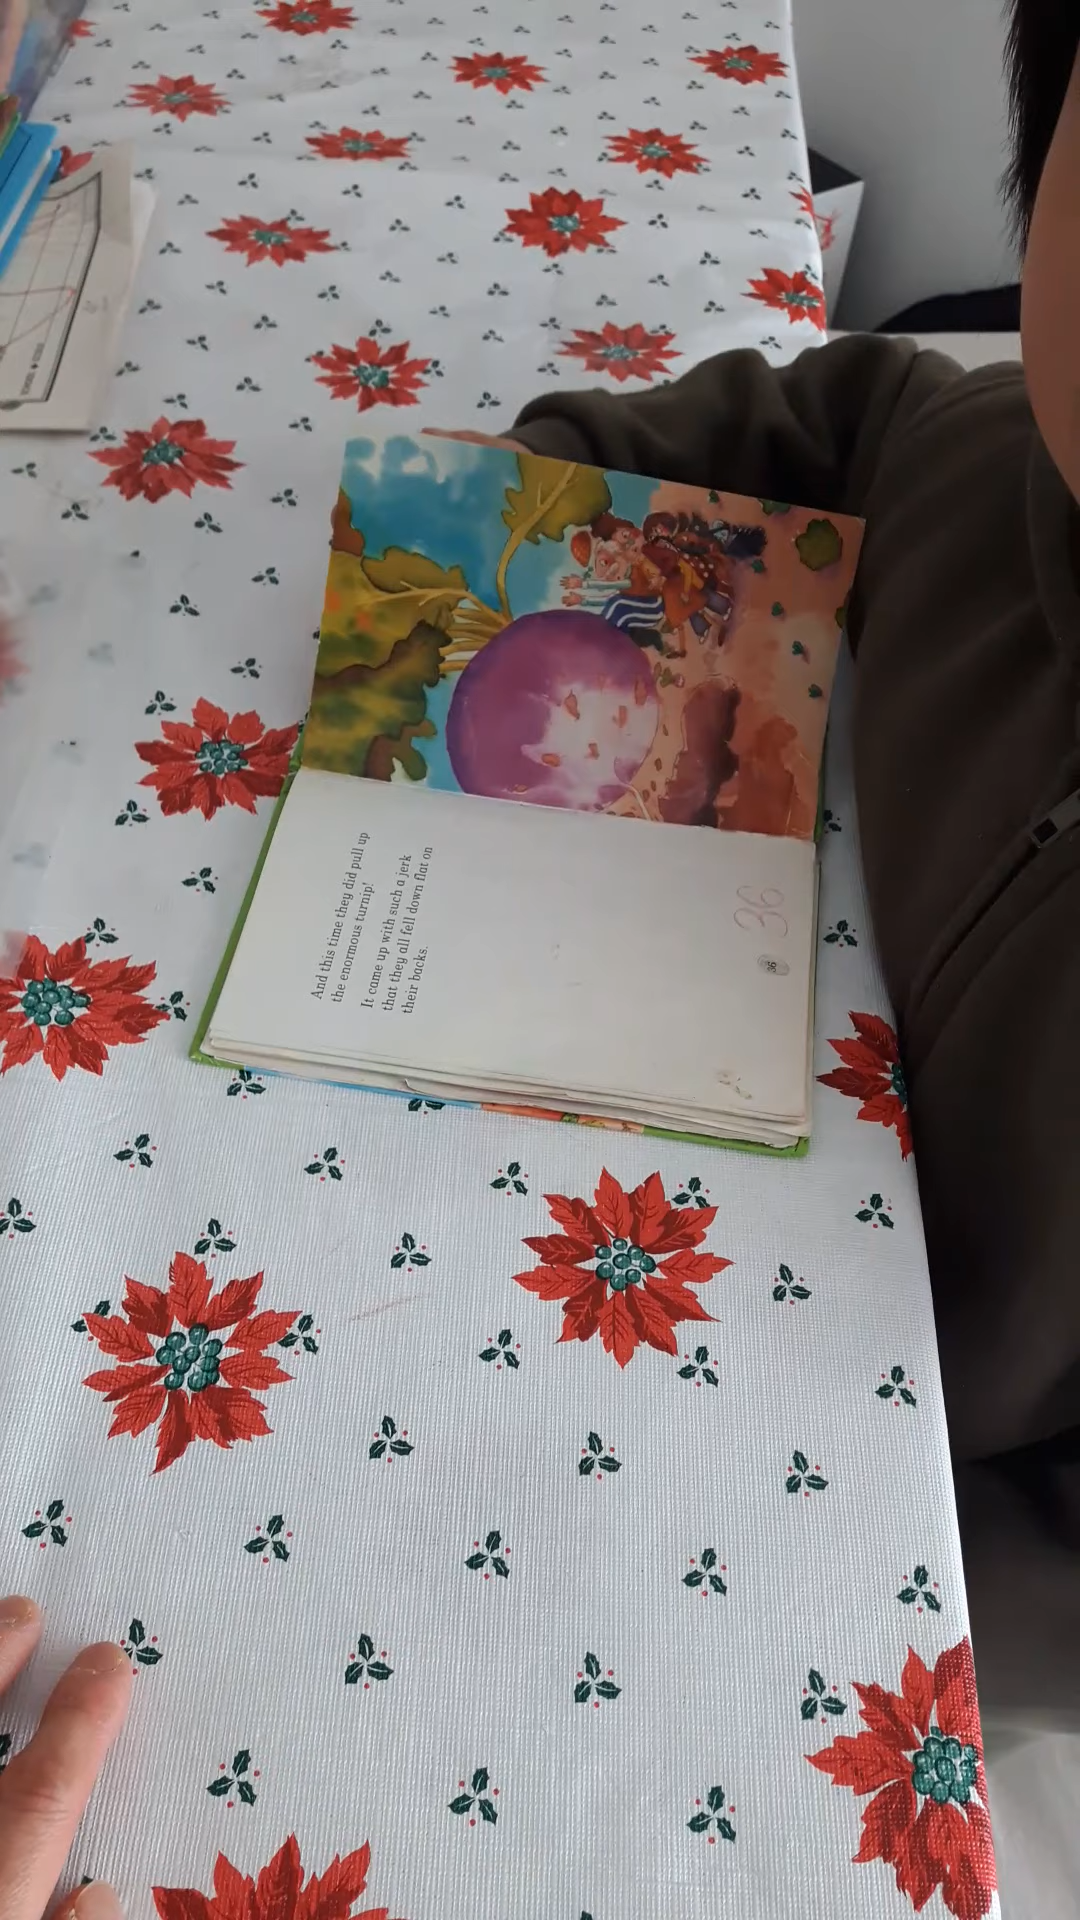 And this time they did pull up
the enormous turnip!
It came up with such a jerk
that they all fell down flat on
their backs.
36
36